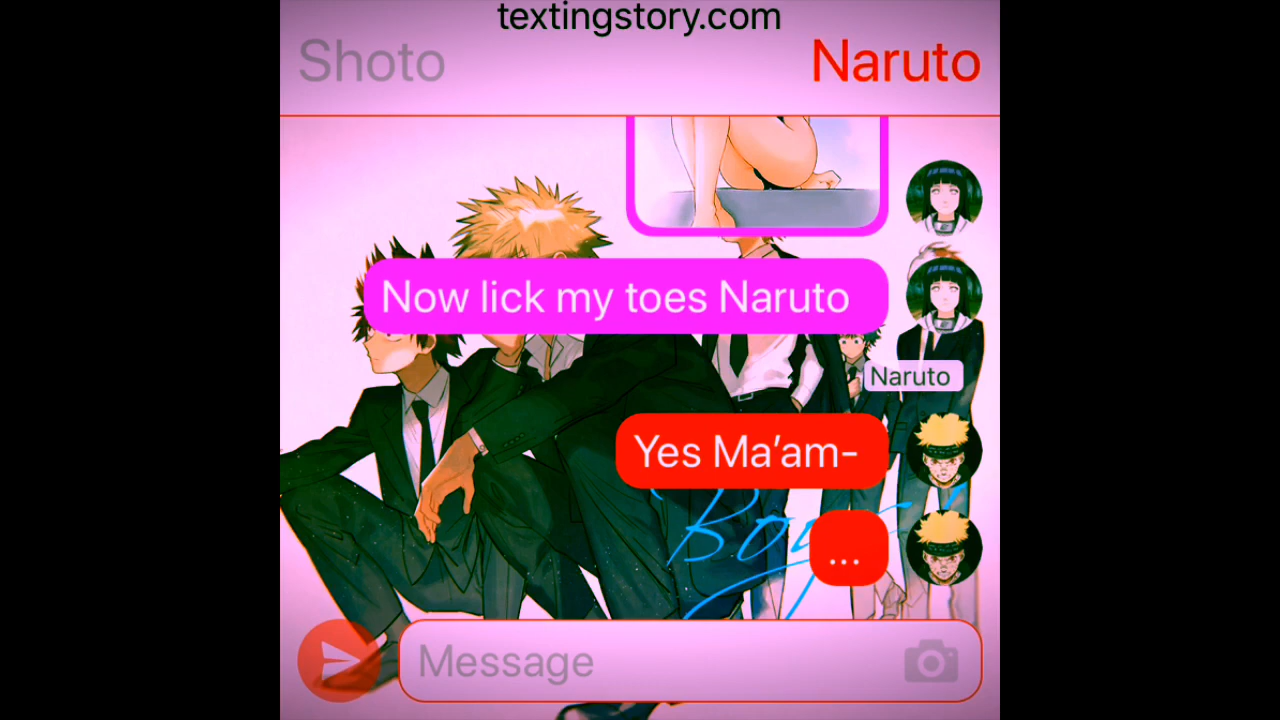 textingstory.com
Shoto
Naruto
Now lick my toes Naruto
Naruto
Yes Ma’am-
...
Message